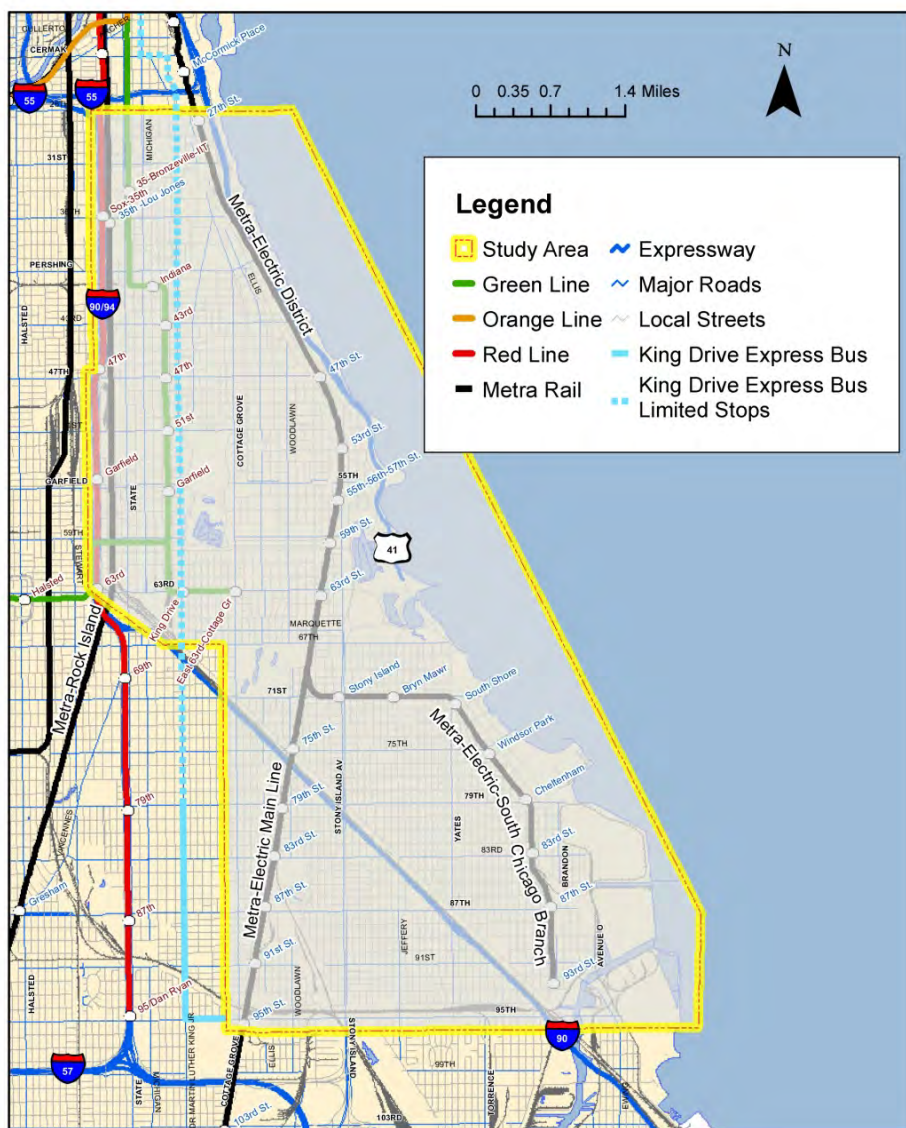 CERMAK
McCormick Place
55
55
27th St.
MICHIGAN
31ST
35-Bronzeville-IIT
Sox-35th
35th -Lou Jones
PERSHING
Metra-Electric District
ELLIS
Indiana
90/94
43rd
HALSTED
47TH
47th
47th
47th St.
51st
COTTAGE GROVE
WOODLAWN
53rd St.
GARFIELD
Garfield
STATE
Garfield
55TH
55th-56th-57th St.
59TH
59th St.
41
STEWART
Halsted
63rd
63RD
63rd St.
King Drive
East 63rd-Cottage Gr
MARQUETTE
67TH
Metra-Rock Island
69th
71ST
Stony Island
Bryn Mawr
South Shore
75th St.
75TH
Windsor Park
Metra-Electric Main Line
STONY ISLAND AV
Metra-Electric-South Chicago Branch
79th
79th St.
79TH
Cheltenham
YATES
83rd St.
83RD
83rd St.
BRANDON
Gresham
87th
87th St.
87TH
87th St.
HALSTED
91st St.
JEFFERY
91ST
AVENUE O
93rd St.
95/Dan Ryan
95th St.
WOODLAWN
95TH
90
57
STATE
MICHIGAN
COTTAGE GROVE
ELLIS
STONY ISLAND
99TH
TORRENCE
103rd St.
103RD
0 0.35 0.7 1.4 Miles
N
Legend
Study Area
Green Line
Orange Line
Red Line
Metra Rail
Expressway
Major Roads
Local Streets
King Drive Express Bus
King Drive Express Bus
Limited Stops